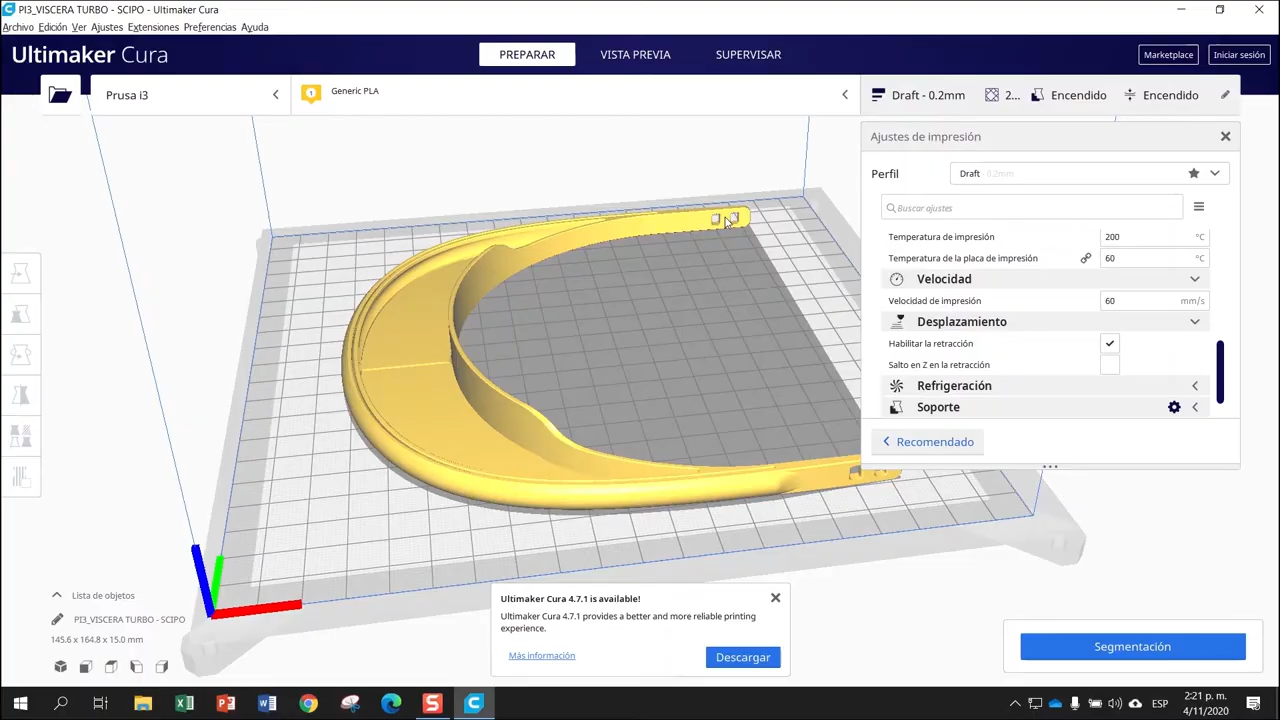 PI3_VISCERA TURBO - SCIPO - Ultimaker Cura
Archivo Edición Ver Ajustes Extensiones Preferencias Ayuda
Ultimaker Cura
PREPARAR
VISTA PREVIA
SUPERVISAR
Marketplace
Iniciar sesión
Prusa i3
1
Generic PLA
Draft - 0.2mm
2...
Encendido
Encendido
Ajustes de impresión
Perfil
Draft 0.2mm
Buscar ajustes
Temperatura de impresión 200 °C
Temperatura de la placa de impresión 60 °C
Velocidad
Velocidad de impresión 60 mm/s
Desplazamiento
Habilitar la retracción
Salto en Z en la retracción
Refrigeración
Soporte
Recomendado
Ultimaker Cura 4.7.1 is available!
Ultimaker Cura 4.7.1 provides a better and more reliable printing
experience.
Más información
Descargar
Lista de objetos
PI3_VISCERA TURBO - SCIPO
145.6 x 164.8 x 15.0 mm
Segmentación
ESP
2:21 p. m.
4/11/2020